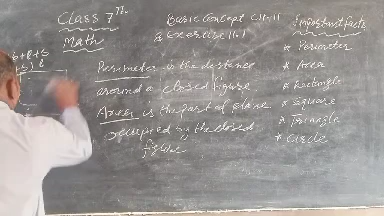 Class 7th
Math
Basic concept CH-11
& exercise 11.1
Important facts
* Perimeter
* Area
* Rectangle
* Square
* Triangle
* Circle
Perimeter is the distance
around a closed figure
Area is the part of plane
occupied by the closed
figure